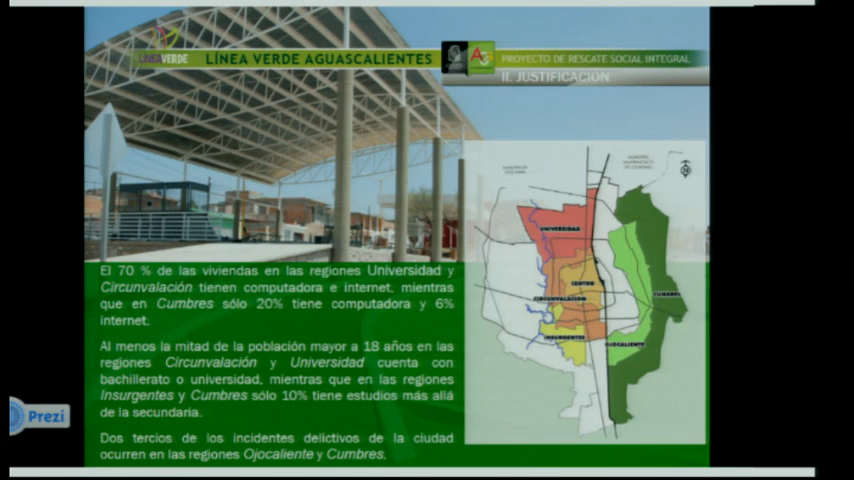 LINEAVERDE
LÍNEA VERDE AGUASCALIENTES
PROYECTO DE RESCATE SOCIAL INTEGRAL
II. JUSTIFICACIÓN
UNIVERSIDAD
CENTRO
CUMBRES
CIRCUNVALACIÓN
INSURGENTES
OJOCALIENTE
El 70 % de las viviendas en las regiones Universidad y
Circunvalación tienen computadora e internet, mientras
que en Cumbres sólo 20% tiene computadora y 6%
internet.
Al menos la mitad de la población mayor a 18 años en las
regiones Circunvalación y Universidad cuenta con
bachillerato o universidad, mientras que en las regiones
Insurgentes y Cumbres sólo 10% tiene estudios más allá
de la secundaria.
Dos tercios de los incidentes delictivos de la ciudad
ocurren en las regiones Ojocaliente y Cumbres.
Prezi